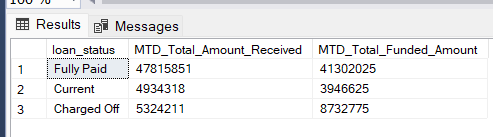 100 %
Results Messages
loan_status MTD_Total_Amount_Received MTD_Total_Funded_Amount
1 Fully Paid 47815851 41302025
2 Current 4934318 3946625
3 Charged Off 5324211 8732775